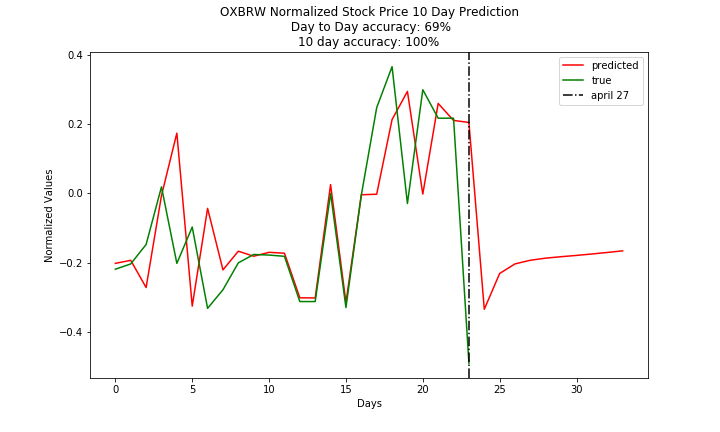 OXBRW Normalized Stock Price 10 Day Prediction
Day to Day accuracy: 69%
10 day accuracy: 100%
predicted
true
april 27
0.4
0.2
0.0
−0.2
−0.4
Normalized Values
0 5 10 15 20 25 30
Days